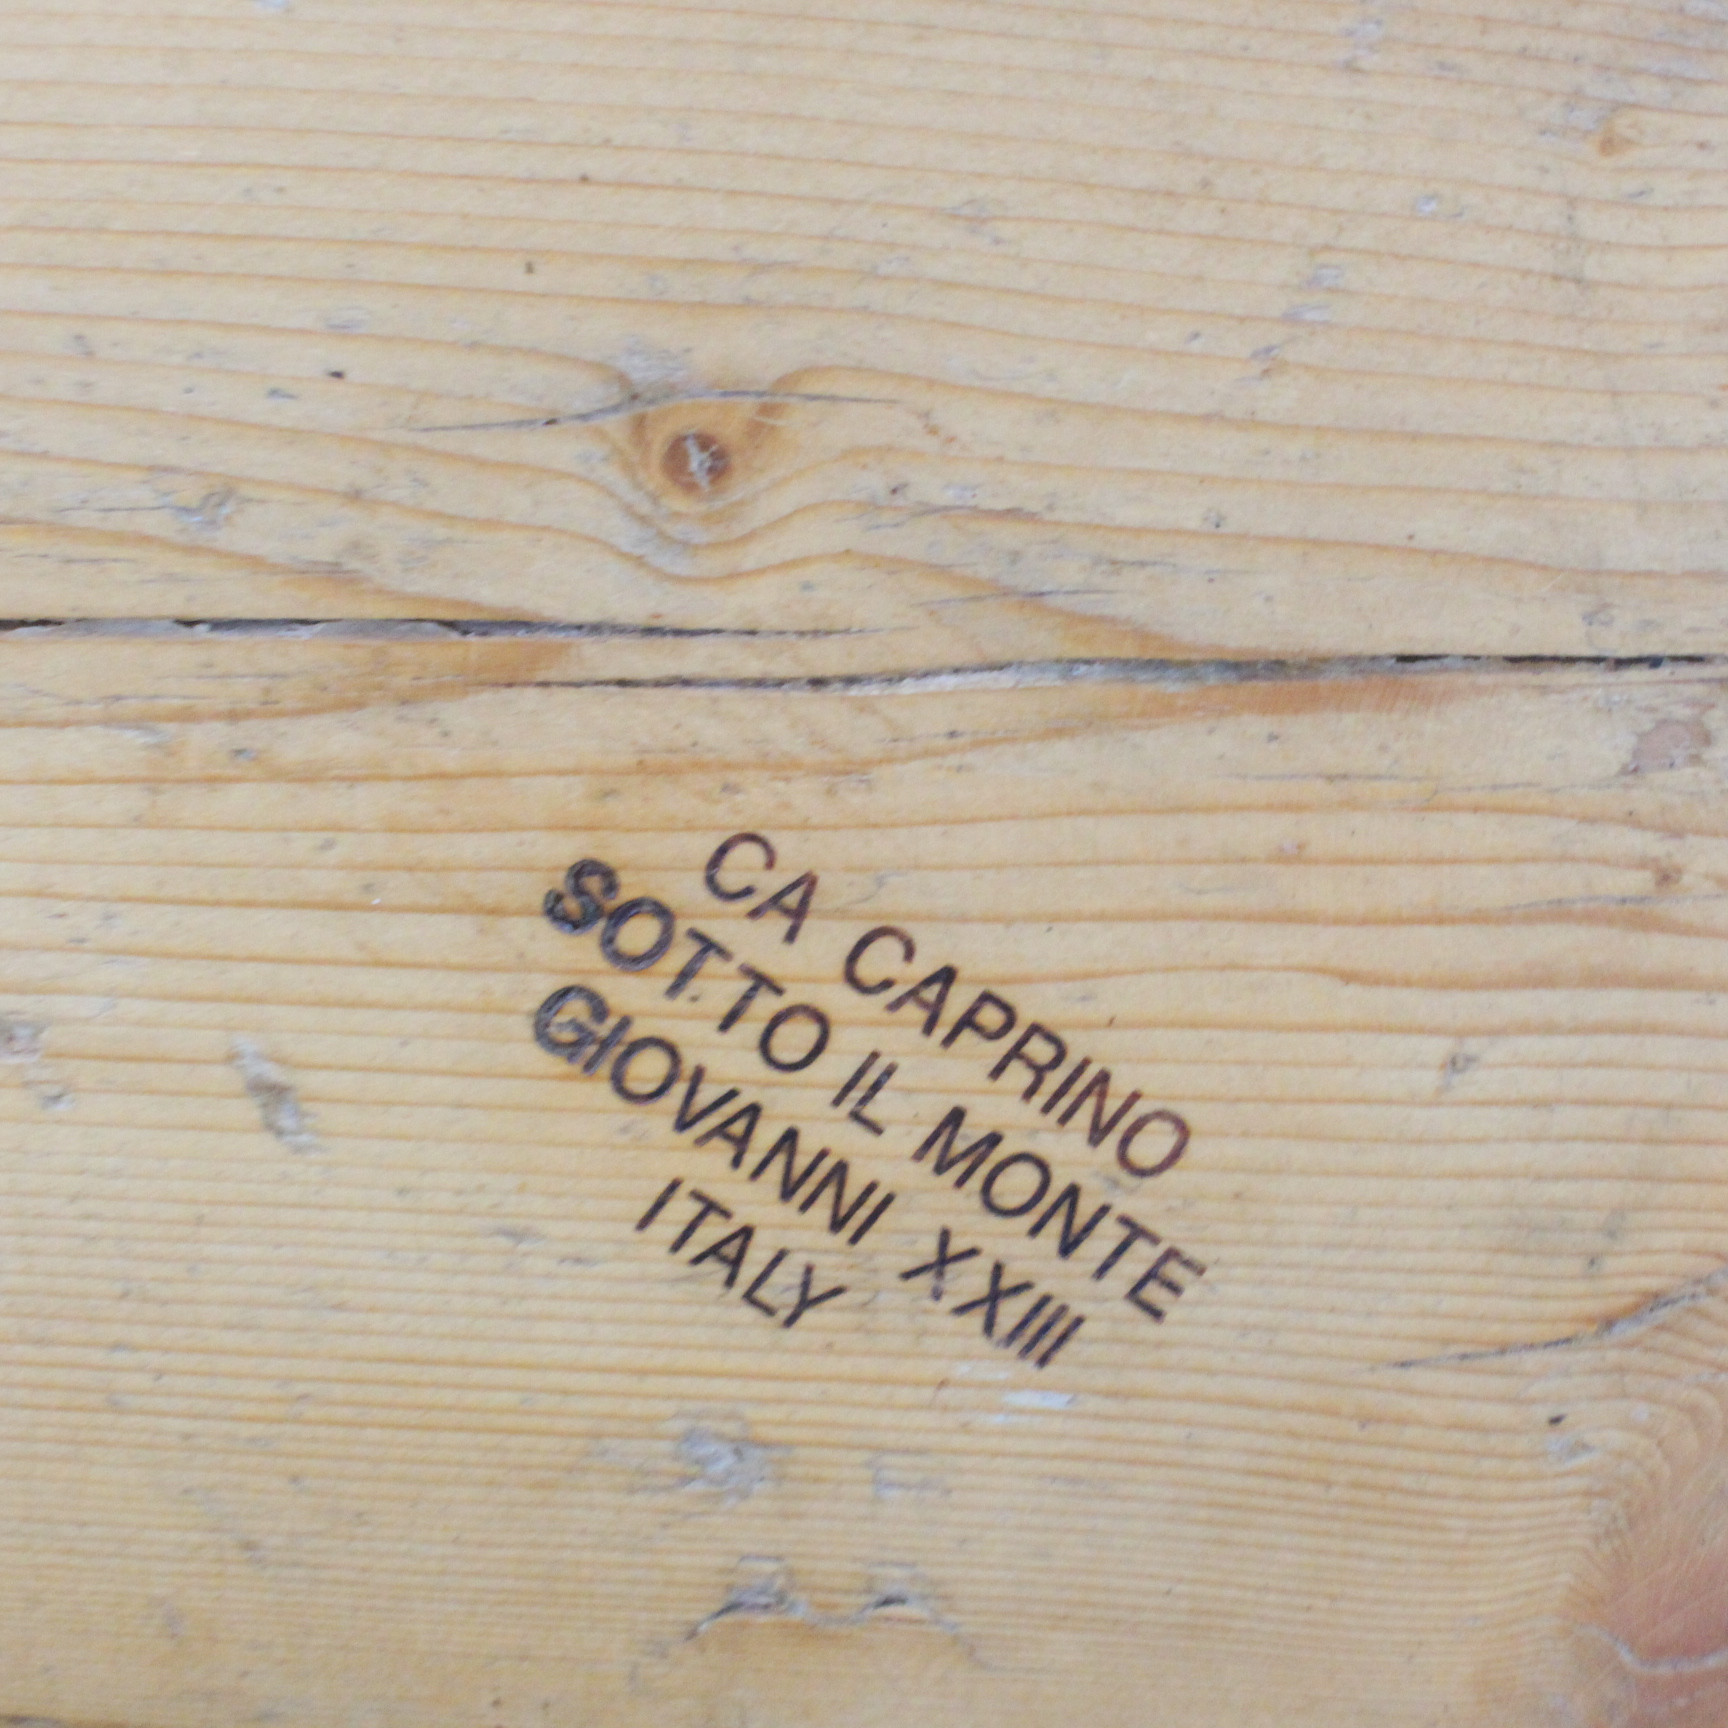 CA CAPRINO
SOTTO IL MONTE
GIOVANNI XXIII
ITALY